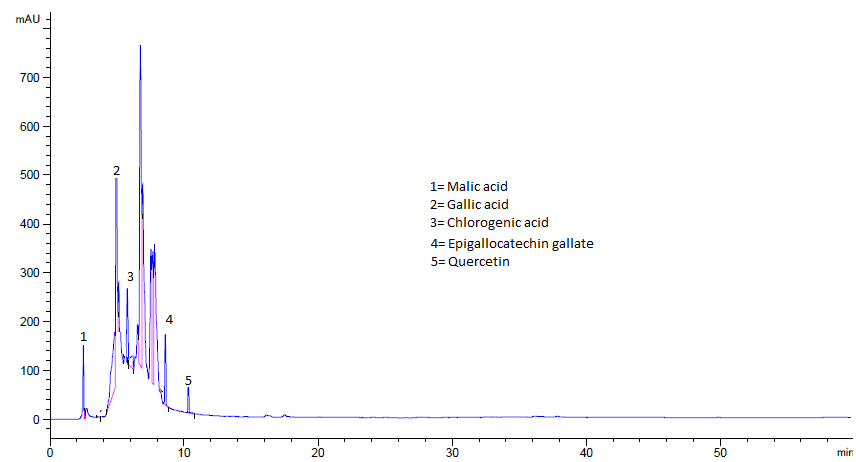 mAU
700
600
500
400
300
200
100
0
1
2
3
4
5
1= Malic acid
2= Gallic acid
3= Chlorogenic acid
4= Epigallocatechin gallate
5= Quercetin
0 10 20 30 40 50 min